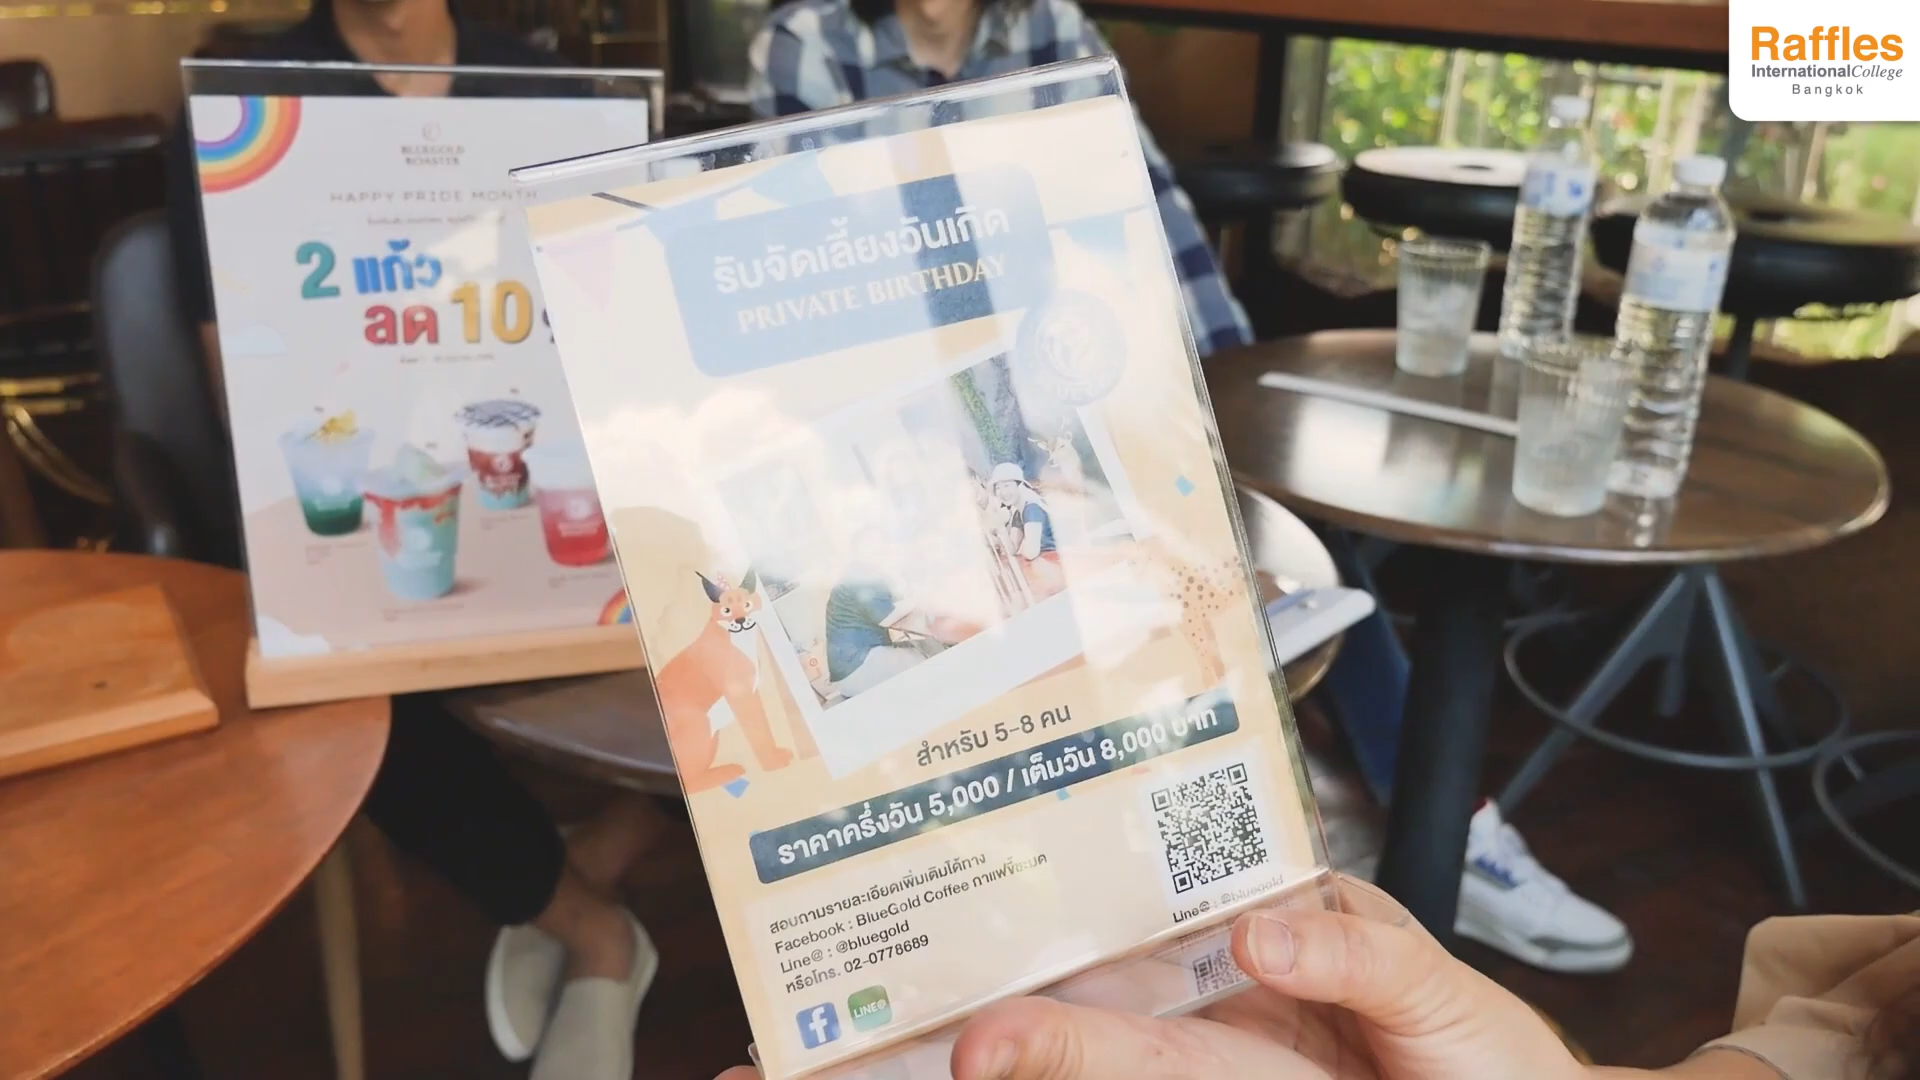 Raffles
InternationalCollege
Bangkok
BLUEGOLD
ROASTER
HAPPY PRIDE MONTH
2 แก้ว
ลด 10
รับจัดเลี้ยงวันเกิด
PRIVATE BIRTHDAY
สำหรับ 5-8 คน
ราคาครึ่งวัน 5,000 / เต็มวัน 8,000 บาท
สอบถามรายละเอียดเพิ่มเติมได้ทาง
Facebook : BlueGold Coffee กาแฟขี้ชะมด
Line@ : @bluegold
หรือโทร. 02-0778689
Line@ : @bluegold
LINE@